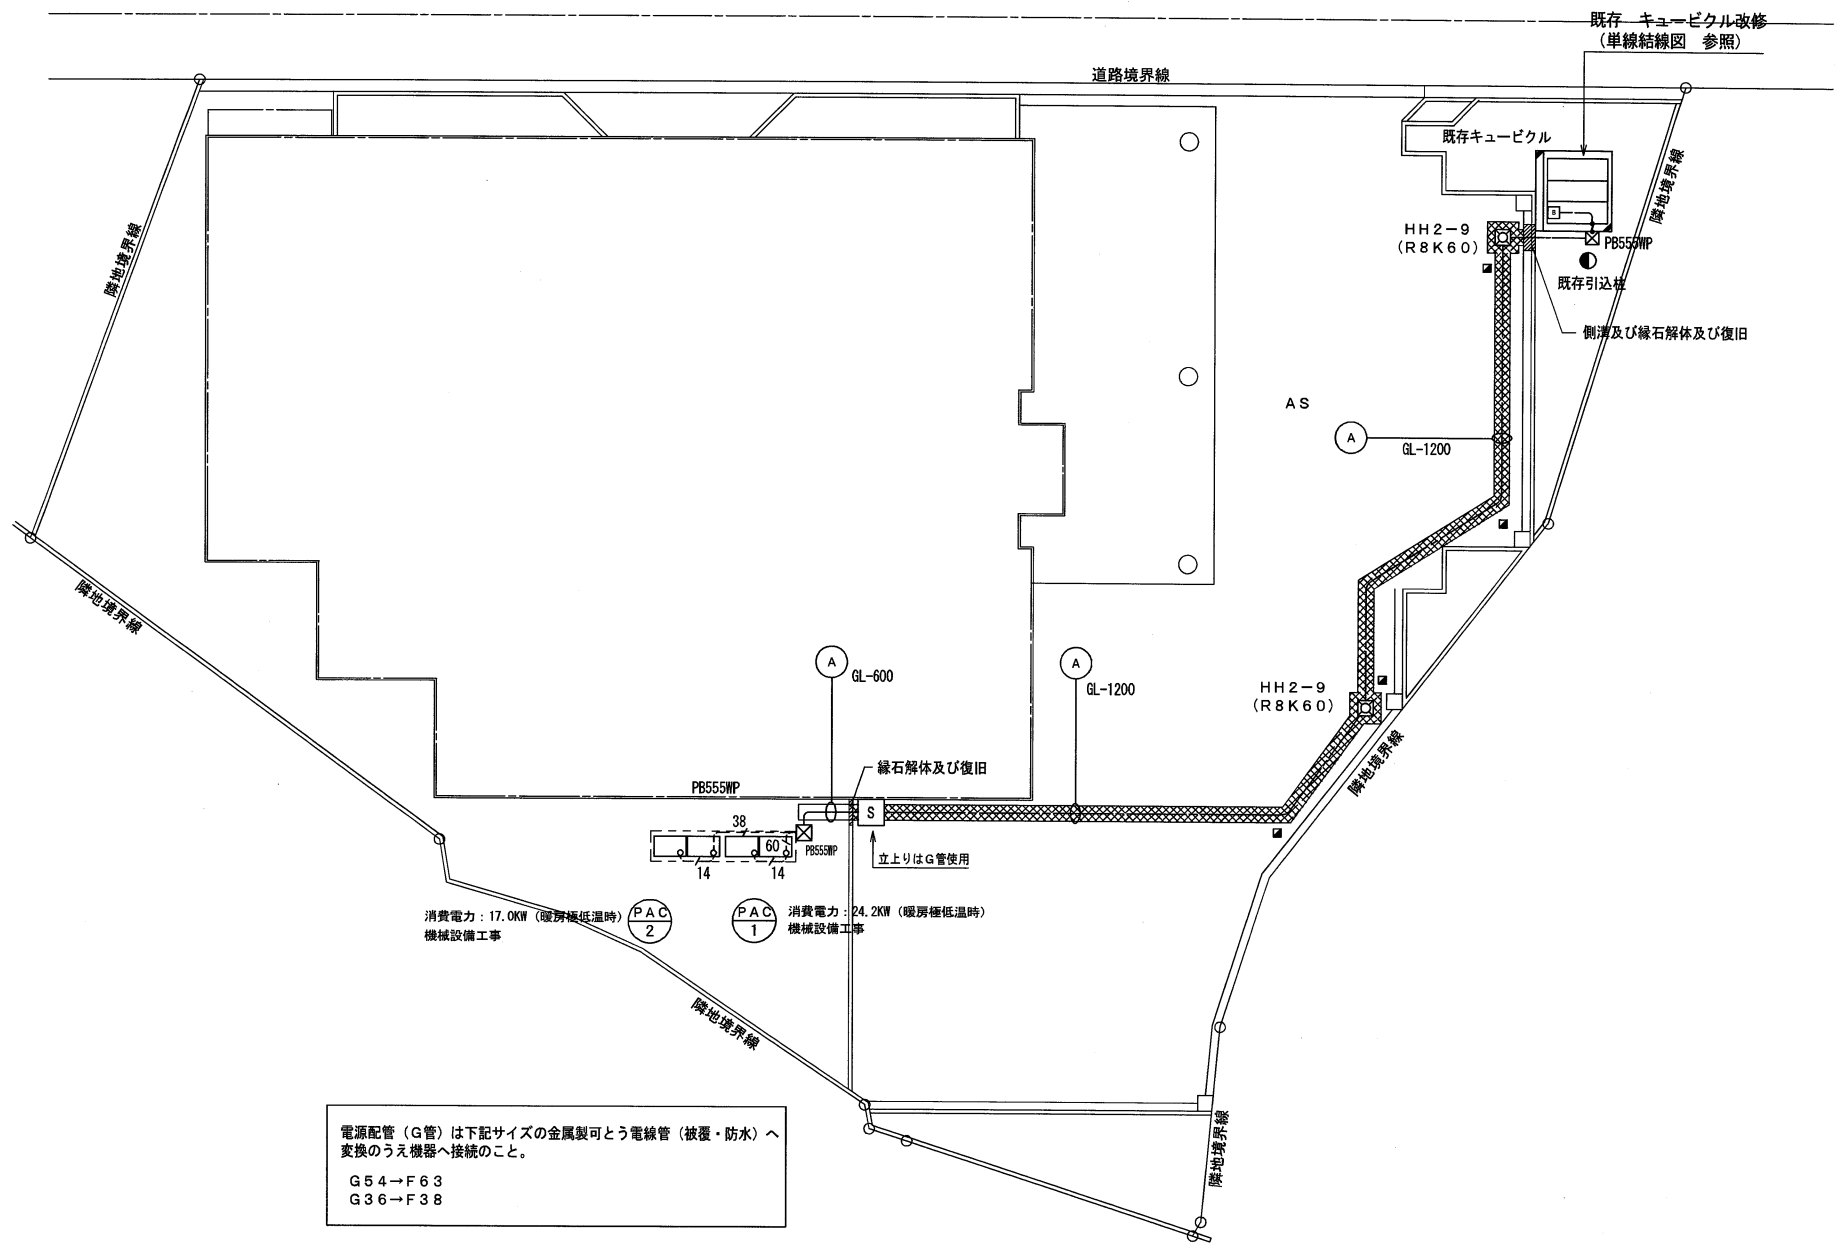 既存　キュービクル改修
（単線結線図　参照）
道路境界線
既存キュービクル
隣地境界線
隣地境界線
HH2-9
(R8K60)
B
PB555WP
既存引込柱
側溝及び縁石解体及び復旧
AS
A
GL-1200
隣地境界線
A
GL-600
A
GL-1200
HH2-9
(R8K60)
隣地境界線
縁石解体及び復旧
PB555WP
S
38
60
PB555WP
14
14
立上りはG管使用
消費電力：17.0KW（暖房極低温時）
機械設備工事
PAC
2
PAC
1
消費電力：24.2KW（暖房極低温時）
機械設備工事
隣地境界線
隣地境界線
電源配管（G管）は下記サイズの金属製可とう電線管（被覆・防水）へ
変換のうえ機器へ接続のこと。
G54→F63
G36→F38